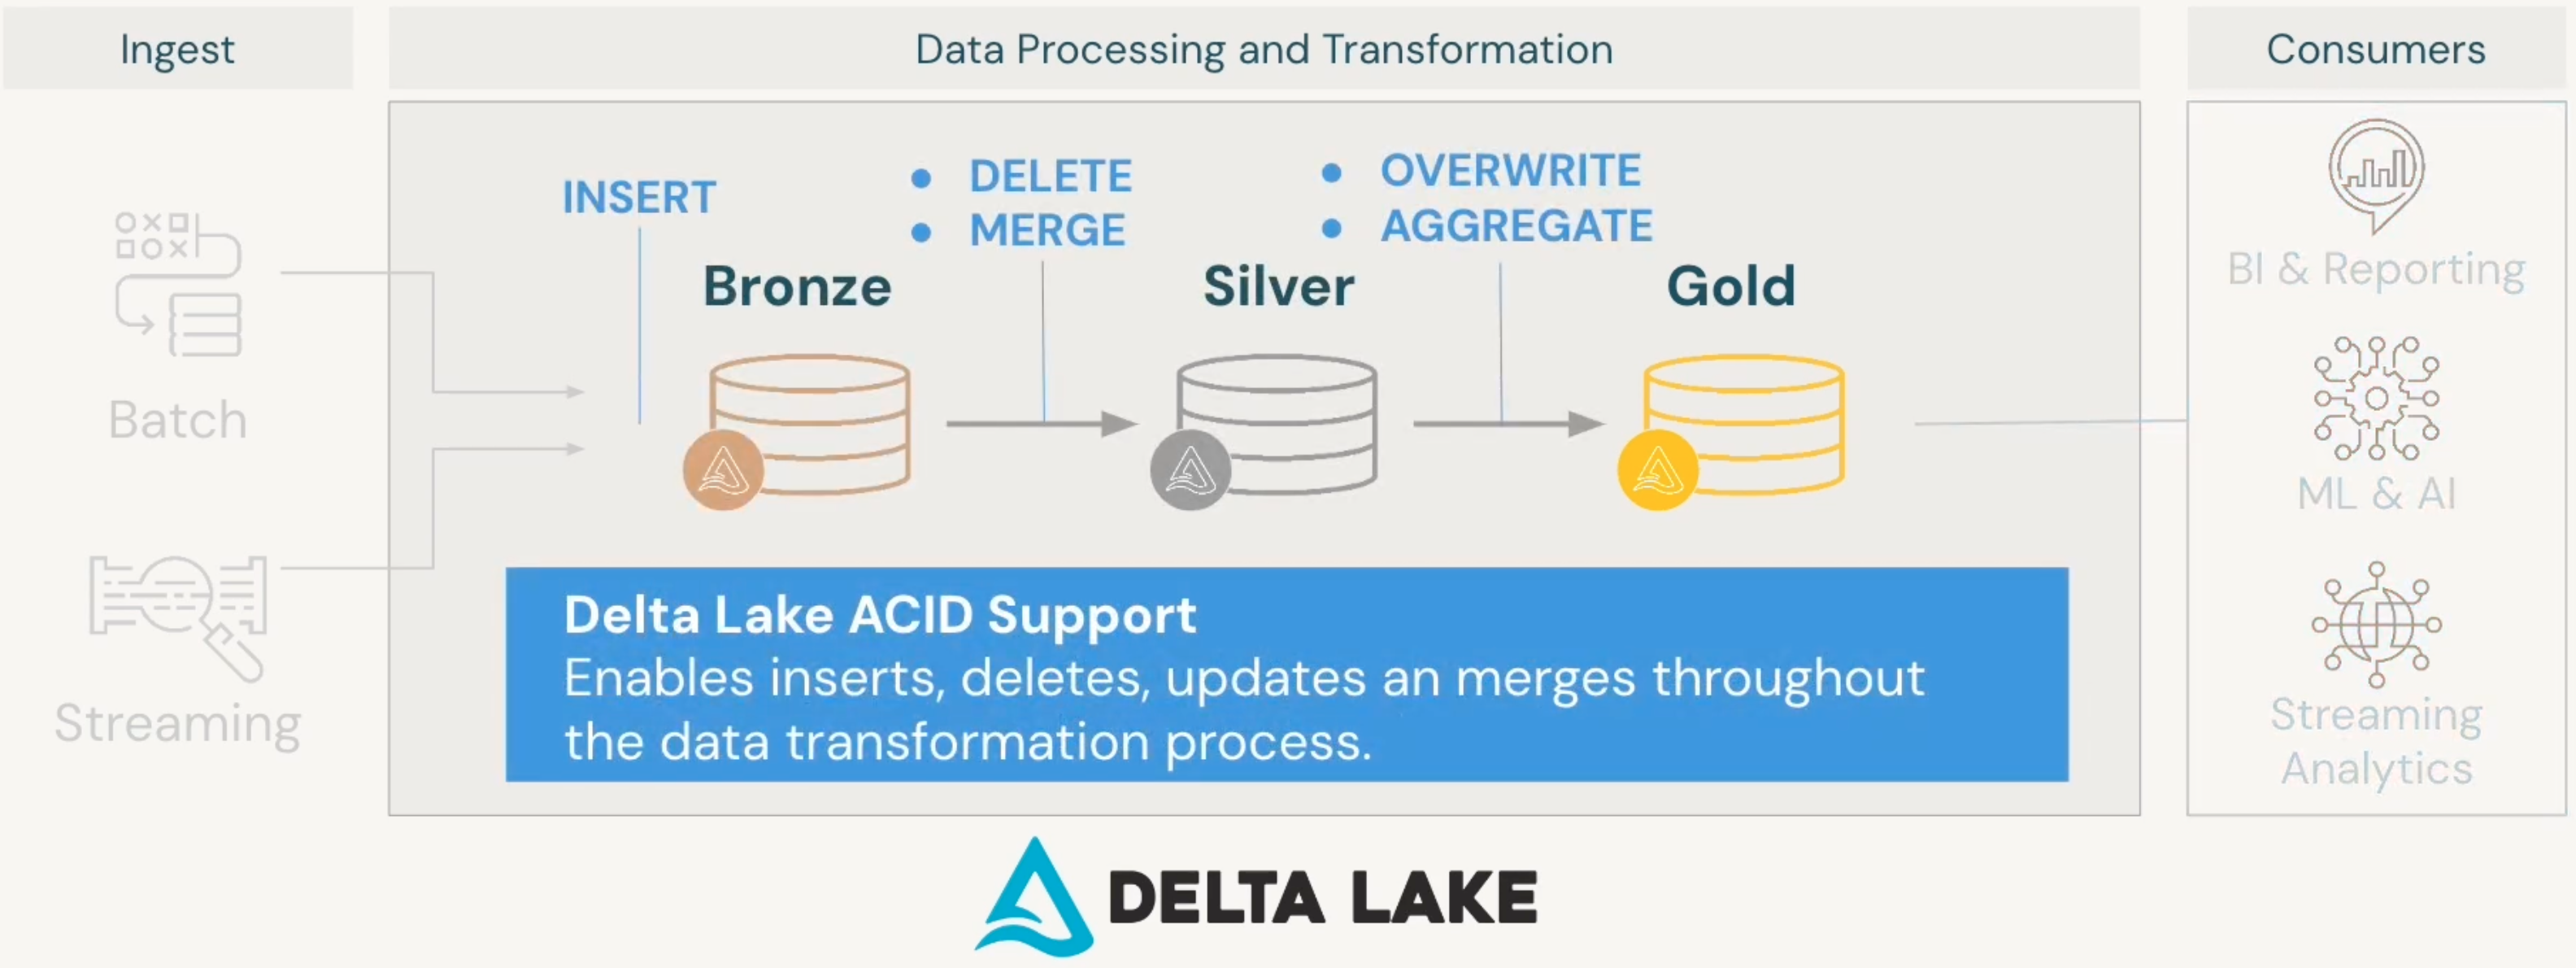 Ingest
Data Processing and Transformation
Consumers
Batch
Streaming
INSERT
DELETE
MERGE
OVERWRITE
AGGREGATE
Bronze
Silver
Gold
Delta Lake ACID Support
Enables inserts, deletes, updates an merges throughout
the data transformation process.
BI & Reporting
ML & AI
Streaming
Analytics
DELTA LAKE